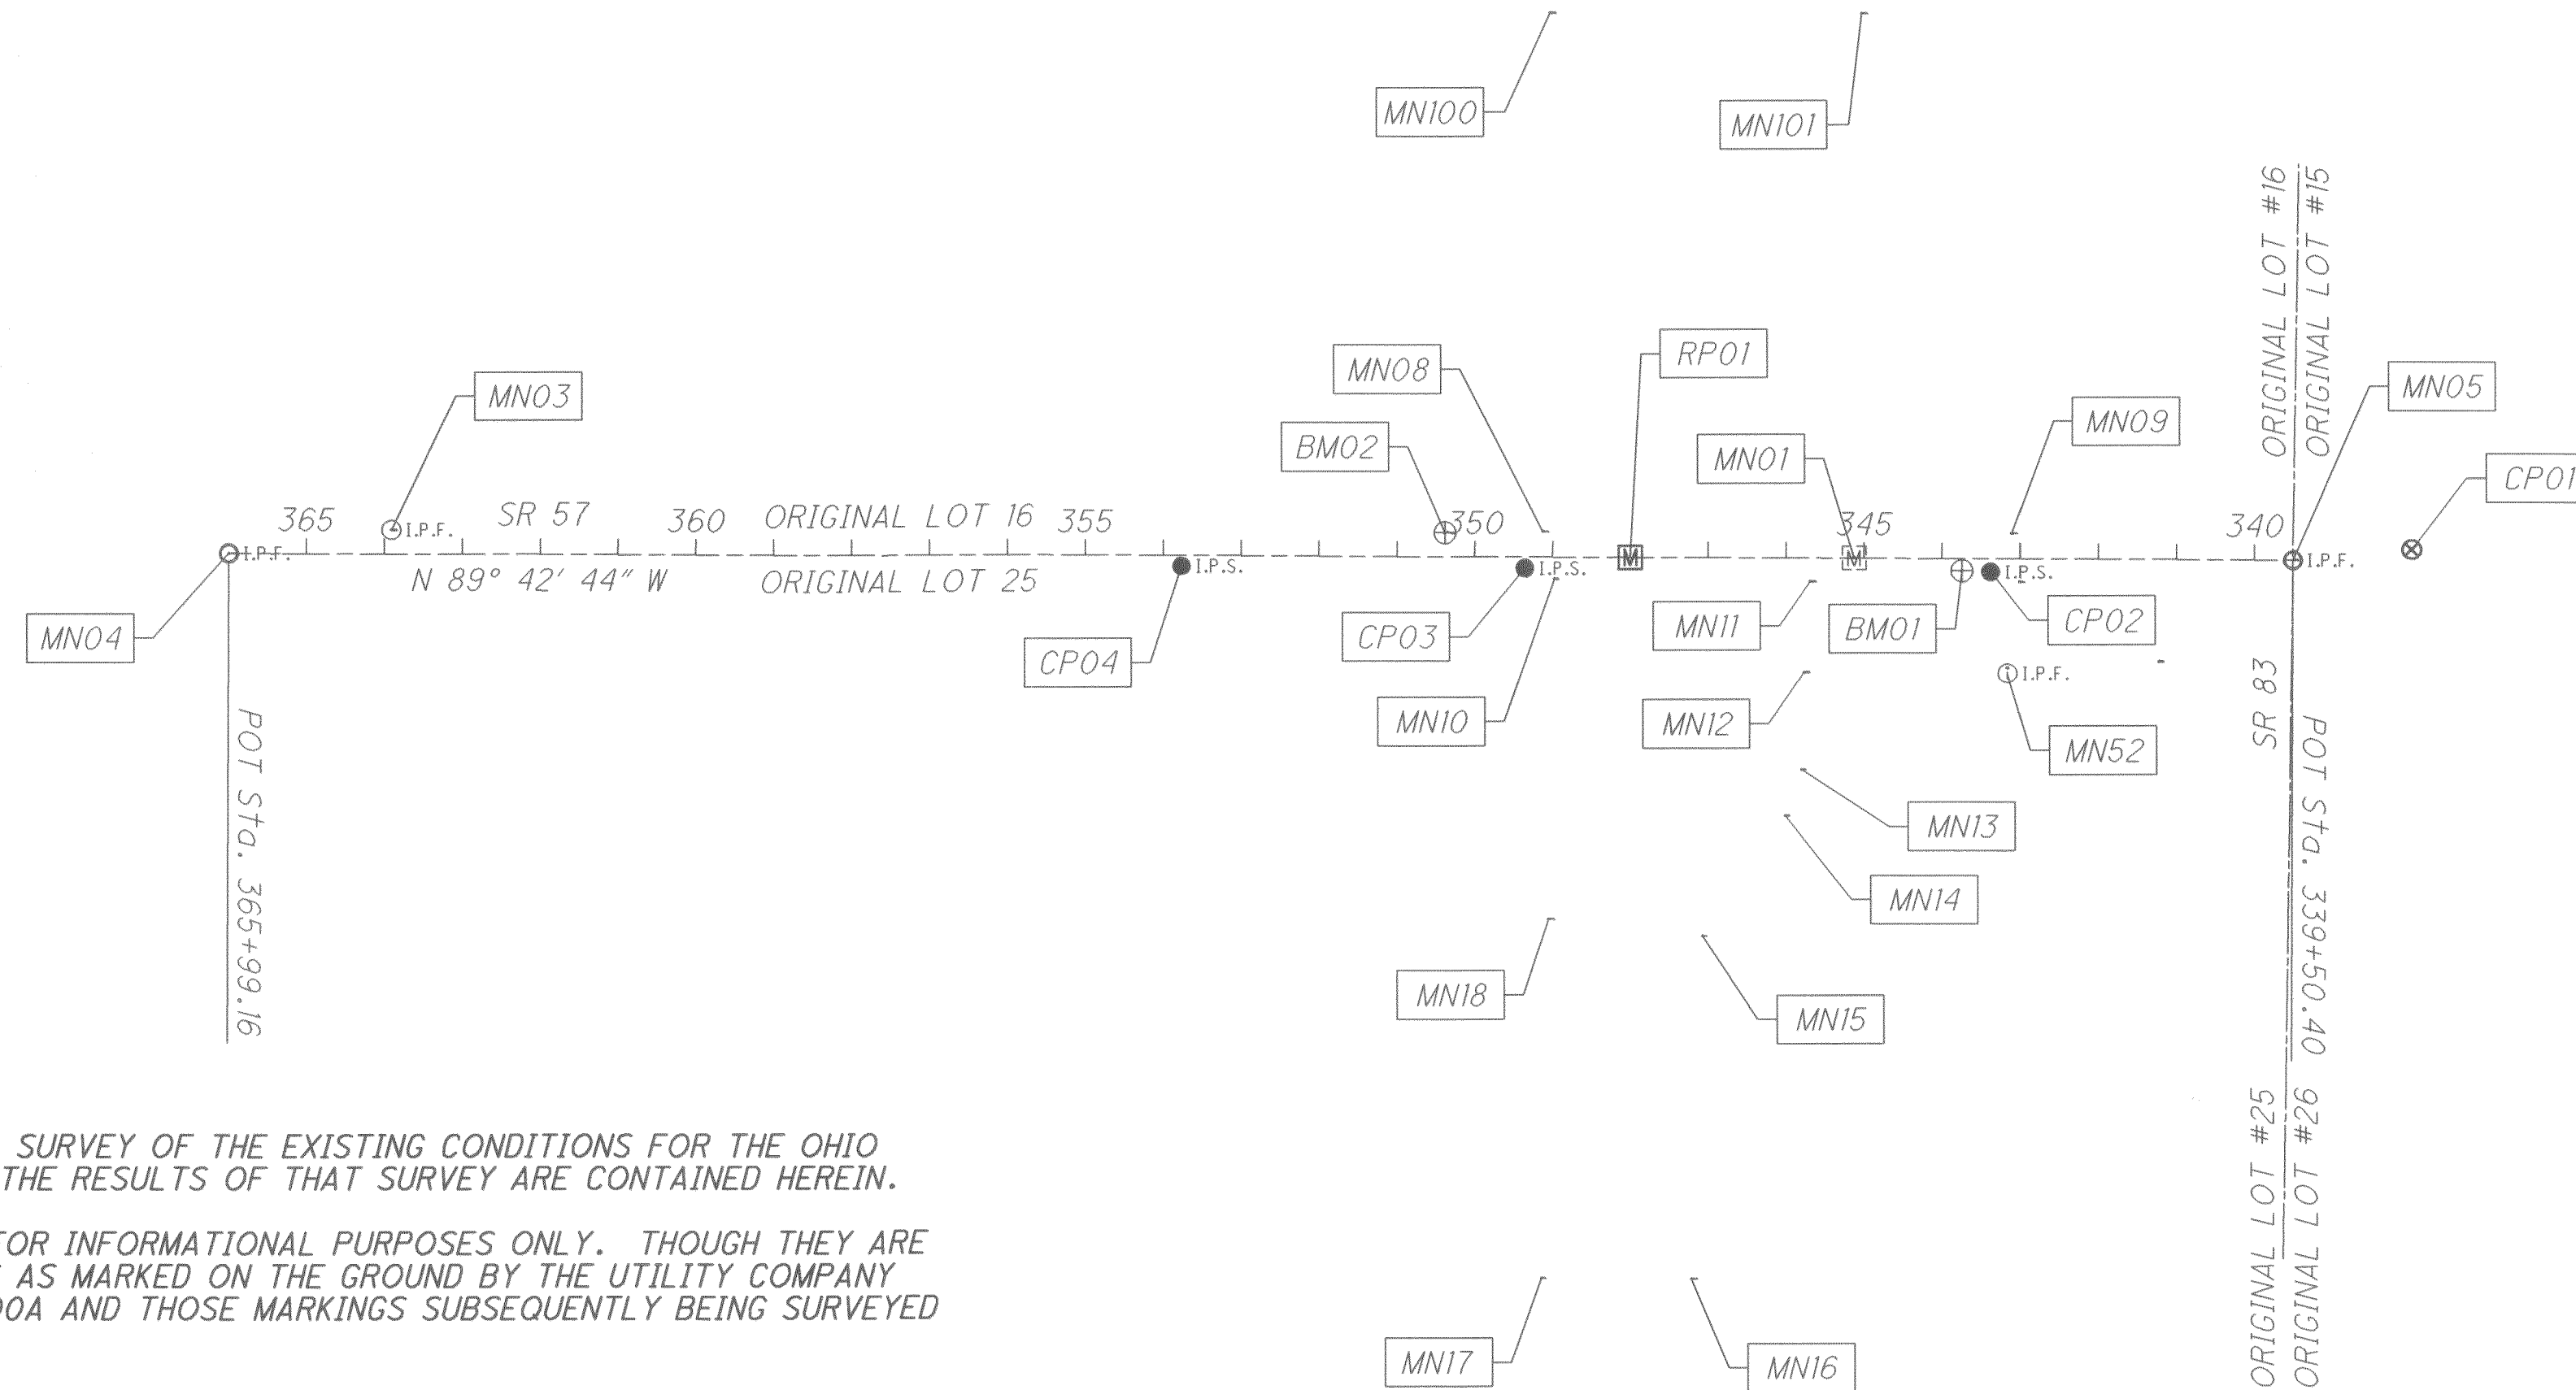 MN100
MN101
ORIGINAL LOT #16
ORIGINAL LOT #15
RP01
MN08
MN03
MN05
MN09
BM02
MN01
CP01
365
I.P.F.
SR 57
360
ORIGINAL LOT 16
355
350
345
340
I.P.F.
N 89° 42' 44" W
ORIGINAL LOT 25
I.P.S.
I.P.S.
I.P.S.
I.P.F.
MN04
CP04
CP03
MN11
BM01
CP02
I.P.F.
MN10
MN12
MN52
SR 83
POT Sta. 365+99.16
POT Sta. 339+50.40
MN13
MN14
MN18
MN15
ORIGINAL LOT #25
ORIGINAL LOT #26
SURVEY OF THE EXISTING CONDITIONS FOR THE OHIO
THE RESULTS OF THAT SURVEY ARE CONTAINED HEREIN.
FOR INFORMATIONAL PURPOSES ONLY. THOUGH THEY ARE
AS MARKED ON THE GROUND BY THE UTILITY COMPANY
AND THOSE MARKINGS SUBSEQUENTLY BEING SURVEYED
MN17
MN16